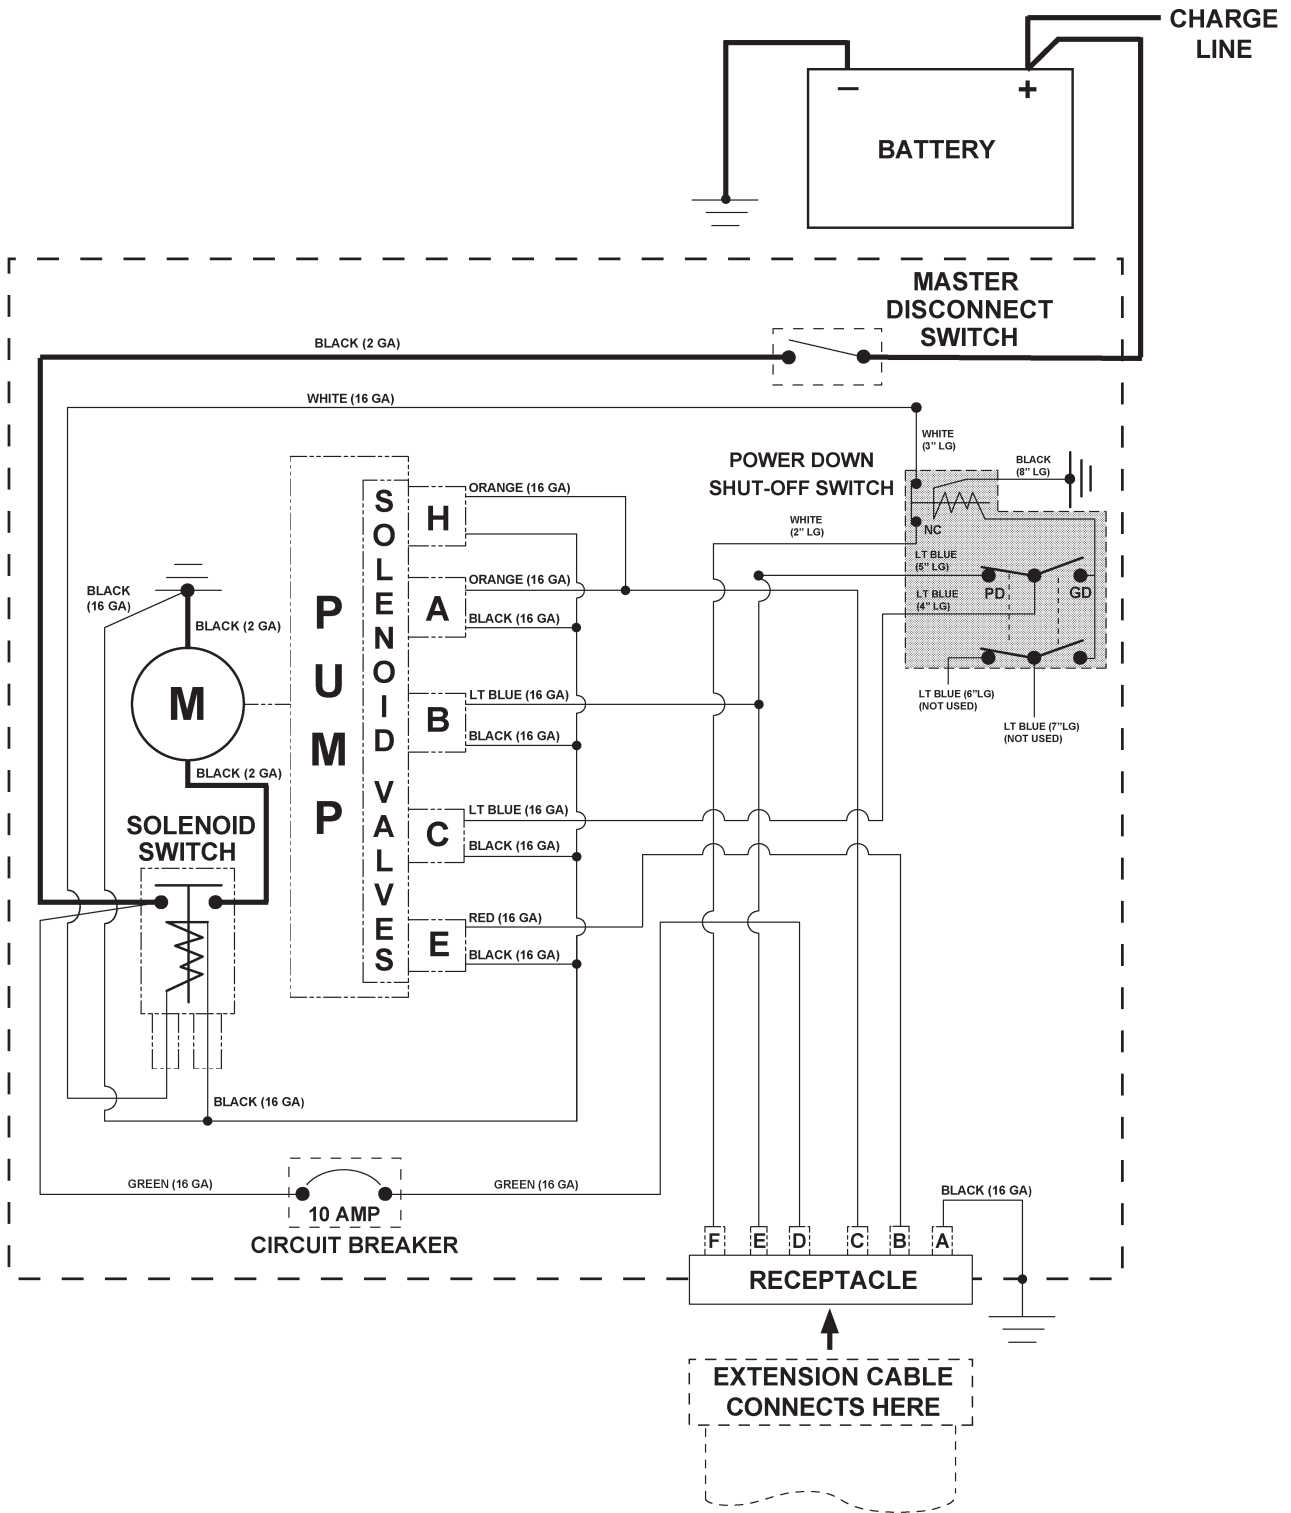 CHARGE
LINE
– +
BATTERY
MASTER
DISCONNECT
SWITCH
BLACK (2 GA)
WHITE (16 GA)
WHITE
(3” LG)
POWER DOWN
SHUT-OFF SWITCH
BLACK
(8” LG)
NC
WHITE
(2” LG)
LT BLUE
(5” LG)
PD
GD
LT BLUE
(4” LG)
LT BLUE (6”LG)
(NOT USED)
LT BLUE (7”LG)
(NOT USED)
PUMP
SOLENOID VALVES
H
ORANGE (16 GA)
A
ORANGE (16 GA)
BLACK (16 GA)
B
LT BLUE (16 GA)
BLACK (16 GA)
C
LT BLUE (16 GA)
BLACK (16 GA)
E
RED (16 GA)
BLACK (16 GA)
BLACK
(16 GA)
BLACK (2 GA)
M
BLACK (2 GA)
SOLENOID
SWITCH
BLACK (16 GA)
GREEN (16 GA)
10 AMP
GREEN (16 GA)
CIRCUIT BREAKER
BLACK (16 GA)
F E D C B A
RECEPTACLE
EXTENSION CABLE
CONNECTS HERE